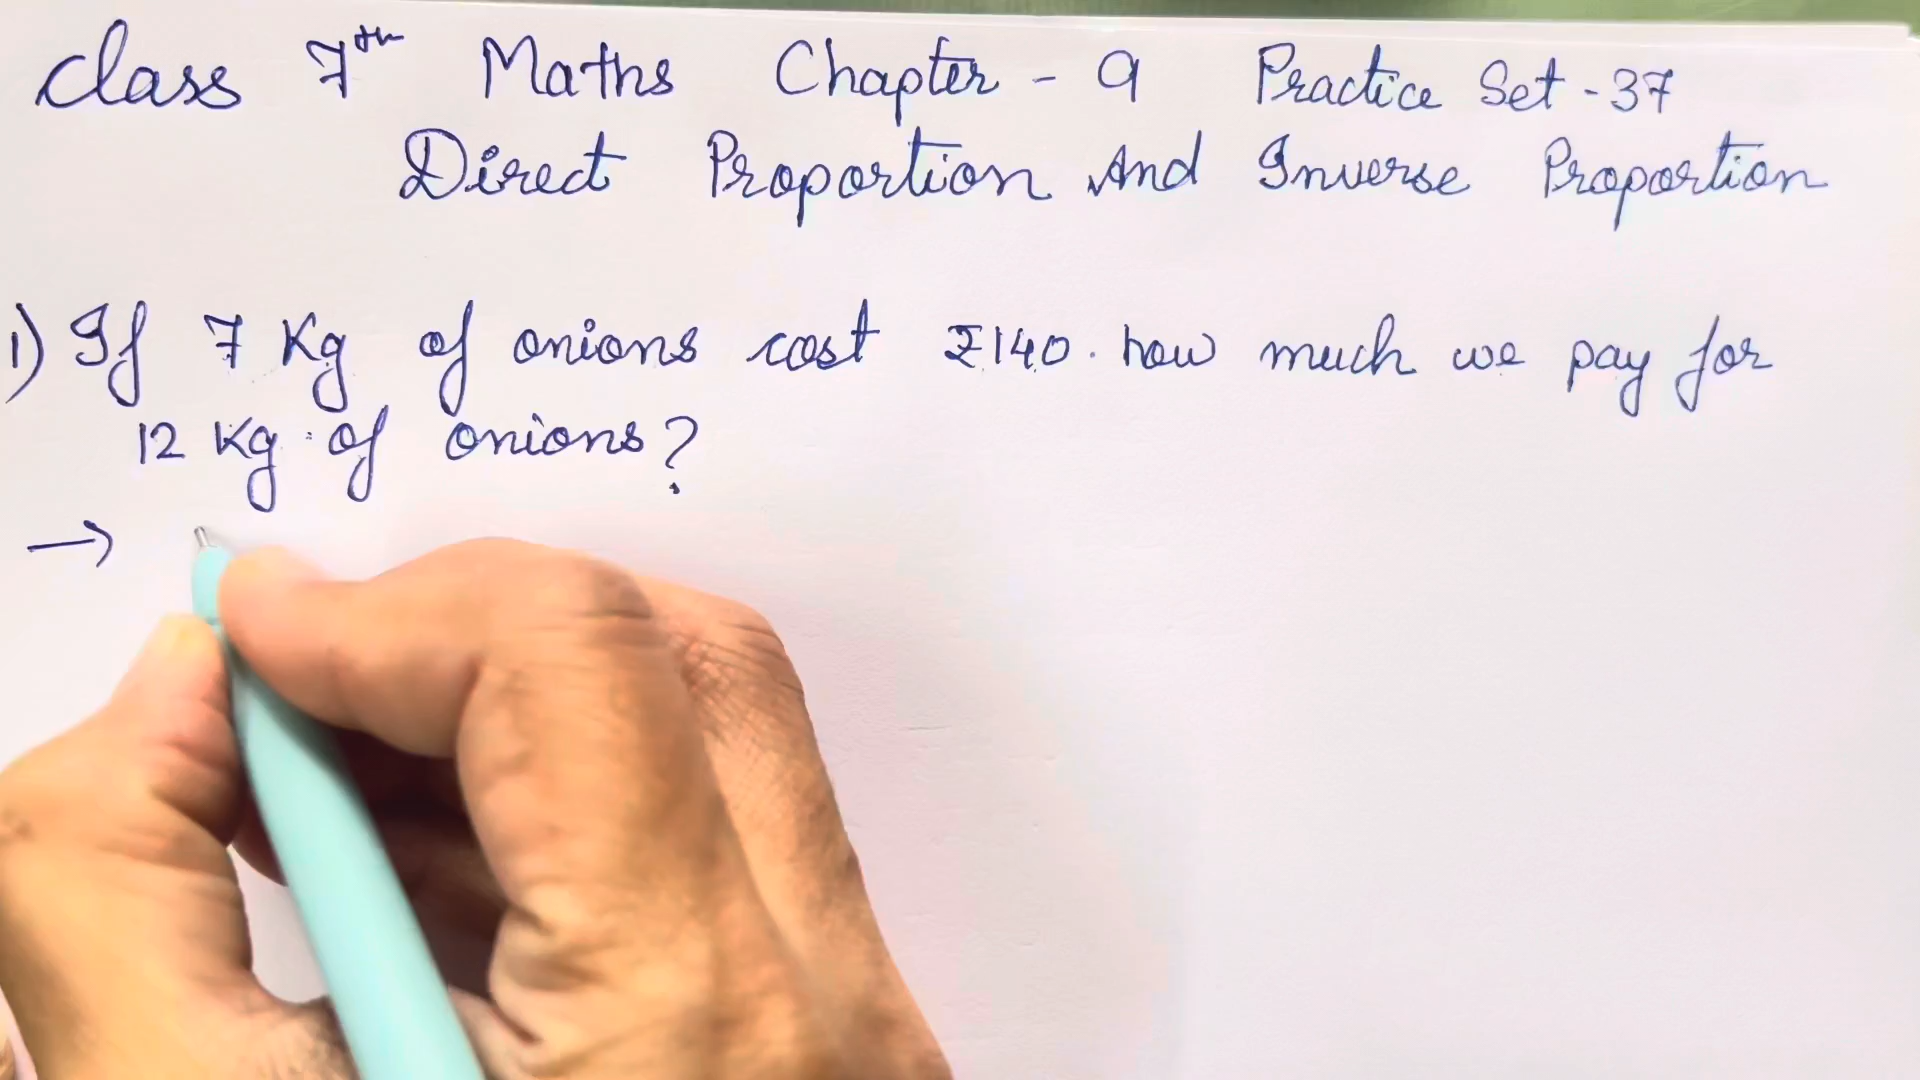 Class 7th Maths Chapter - 9 Practice Set - 37
Direct Proportion And Inverse Proportion
1) If 7 Kg of onions cost ₹140. how much we pay for
12 Kg. of onions?
→